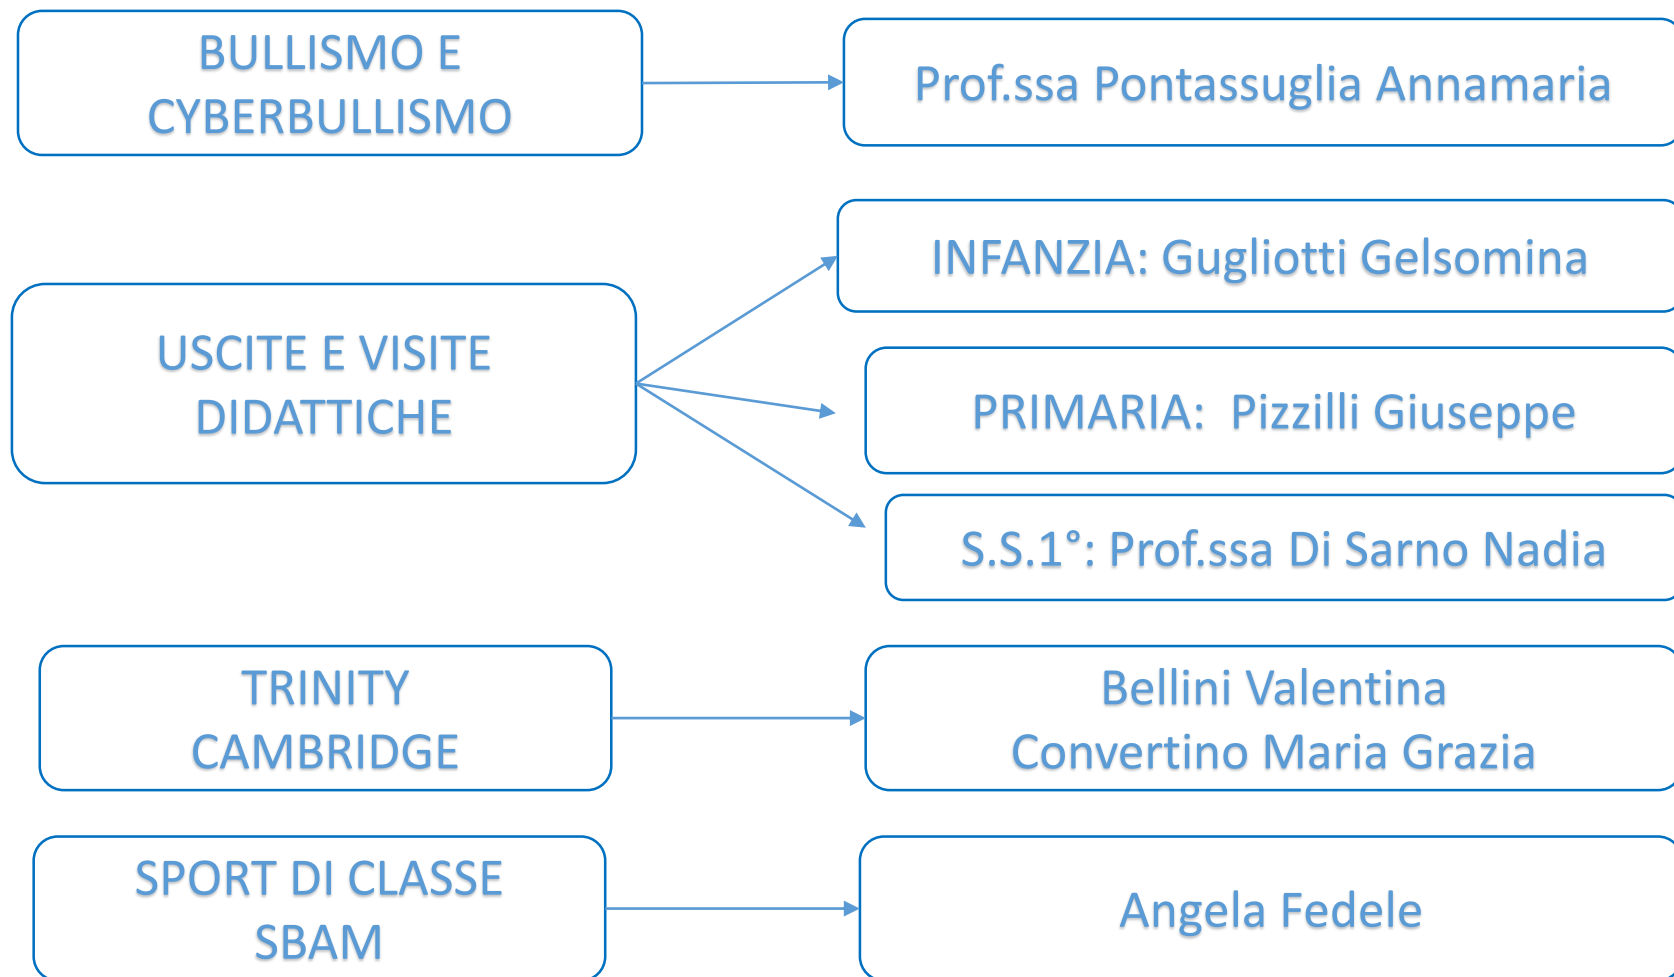 BULLISMO E
CYBERBULLISMO
Prof.ssa Pontassuglia Annamaria
USCITE E VISITE
DIDATTICHE
INFANZIA: Gugliotti Gelsomina
PRIMARIA:  Pizzilli Giuseppe
S.S.1°: Prof.ssa Di Sarno Nadia
TRINITY
CAMBRIDGE
Bellini Valentina
Convertino Maria Grazia
SPORT DI CLASSE
SBAM
Angela Fedele